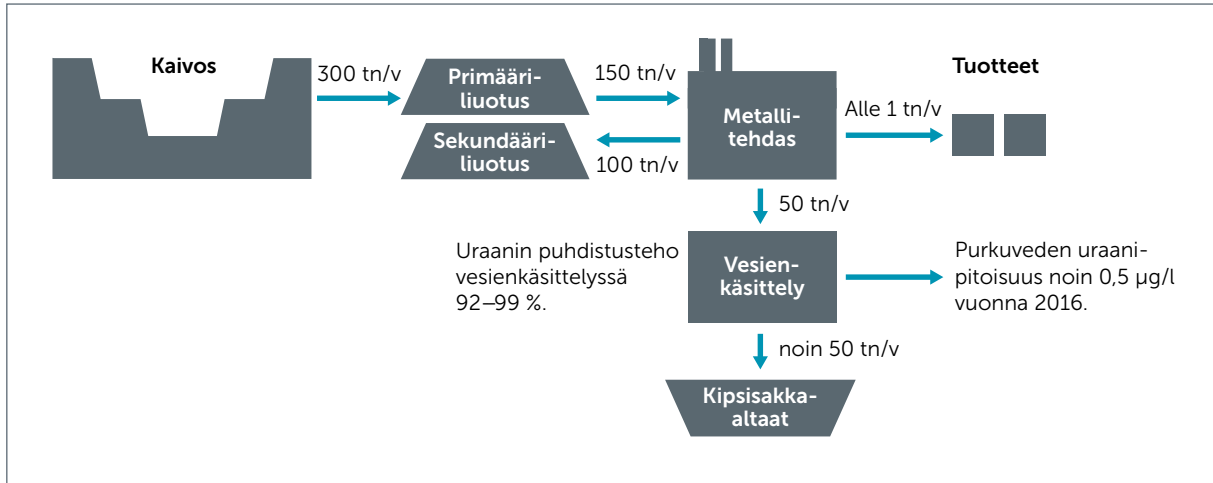 Kaivos
300 tn/v
Primääri-
liuotus
150 tn/v
Sekundääri-
liuotus
100 tn/v
Metalli-
tehdas
Alle 1 tn/v
Tuotteet
50 tn/v
Uraanin puhdistusteho
vesienkäsittelyssä
92–99 %.
Vesien-
käsittely
Purkuveden uraani-
pitoisuus noin 0,5 µg/l
vuonna 2016.
noin 50 tn/v
Kipsisakka-
altaat